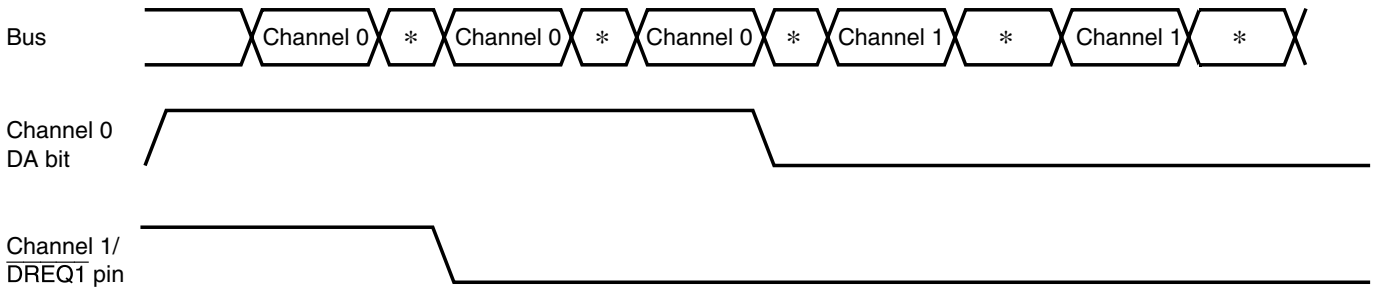 Bus Channel 0 * Channel 0 * Channel 0 * Channel 1 * Channel 1 *
Channel 0
DA bit
Channel 1/
DREQ1 pin